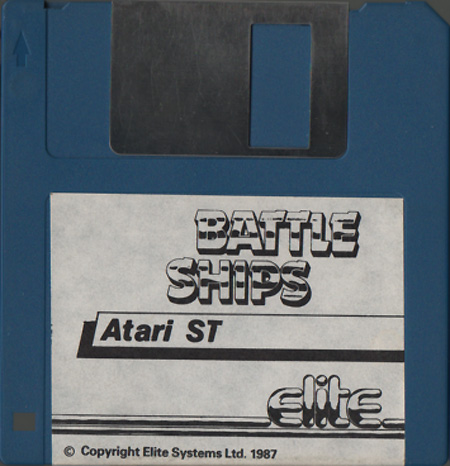 BATTLE
SHIPS
Atari ST
elite
© Copyright Elite Systems Ltd. 1987